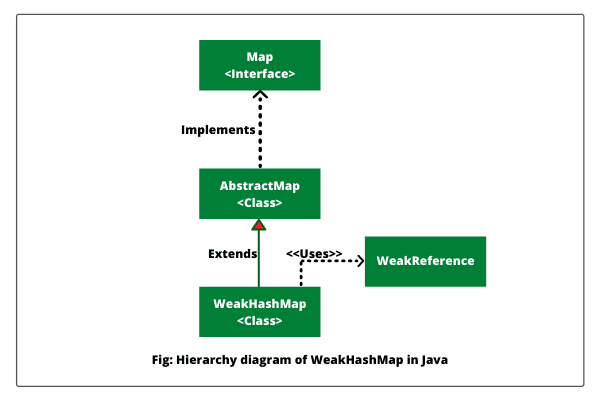 Map
<Interface>
Implements
AbstractMap
<Class>
Extends
<<Uses>>
WeakReference
WeakHashMap
<Class>
Fig: Hierarchy diagram of WeakHashMap in Java